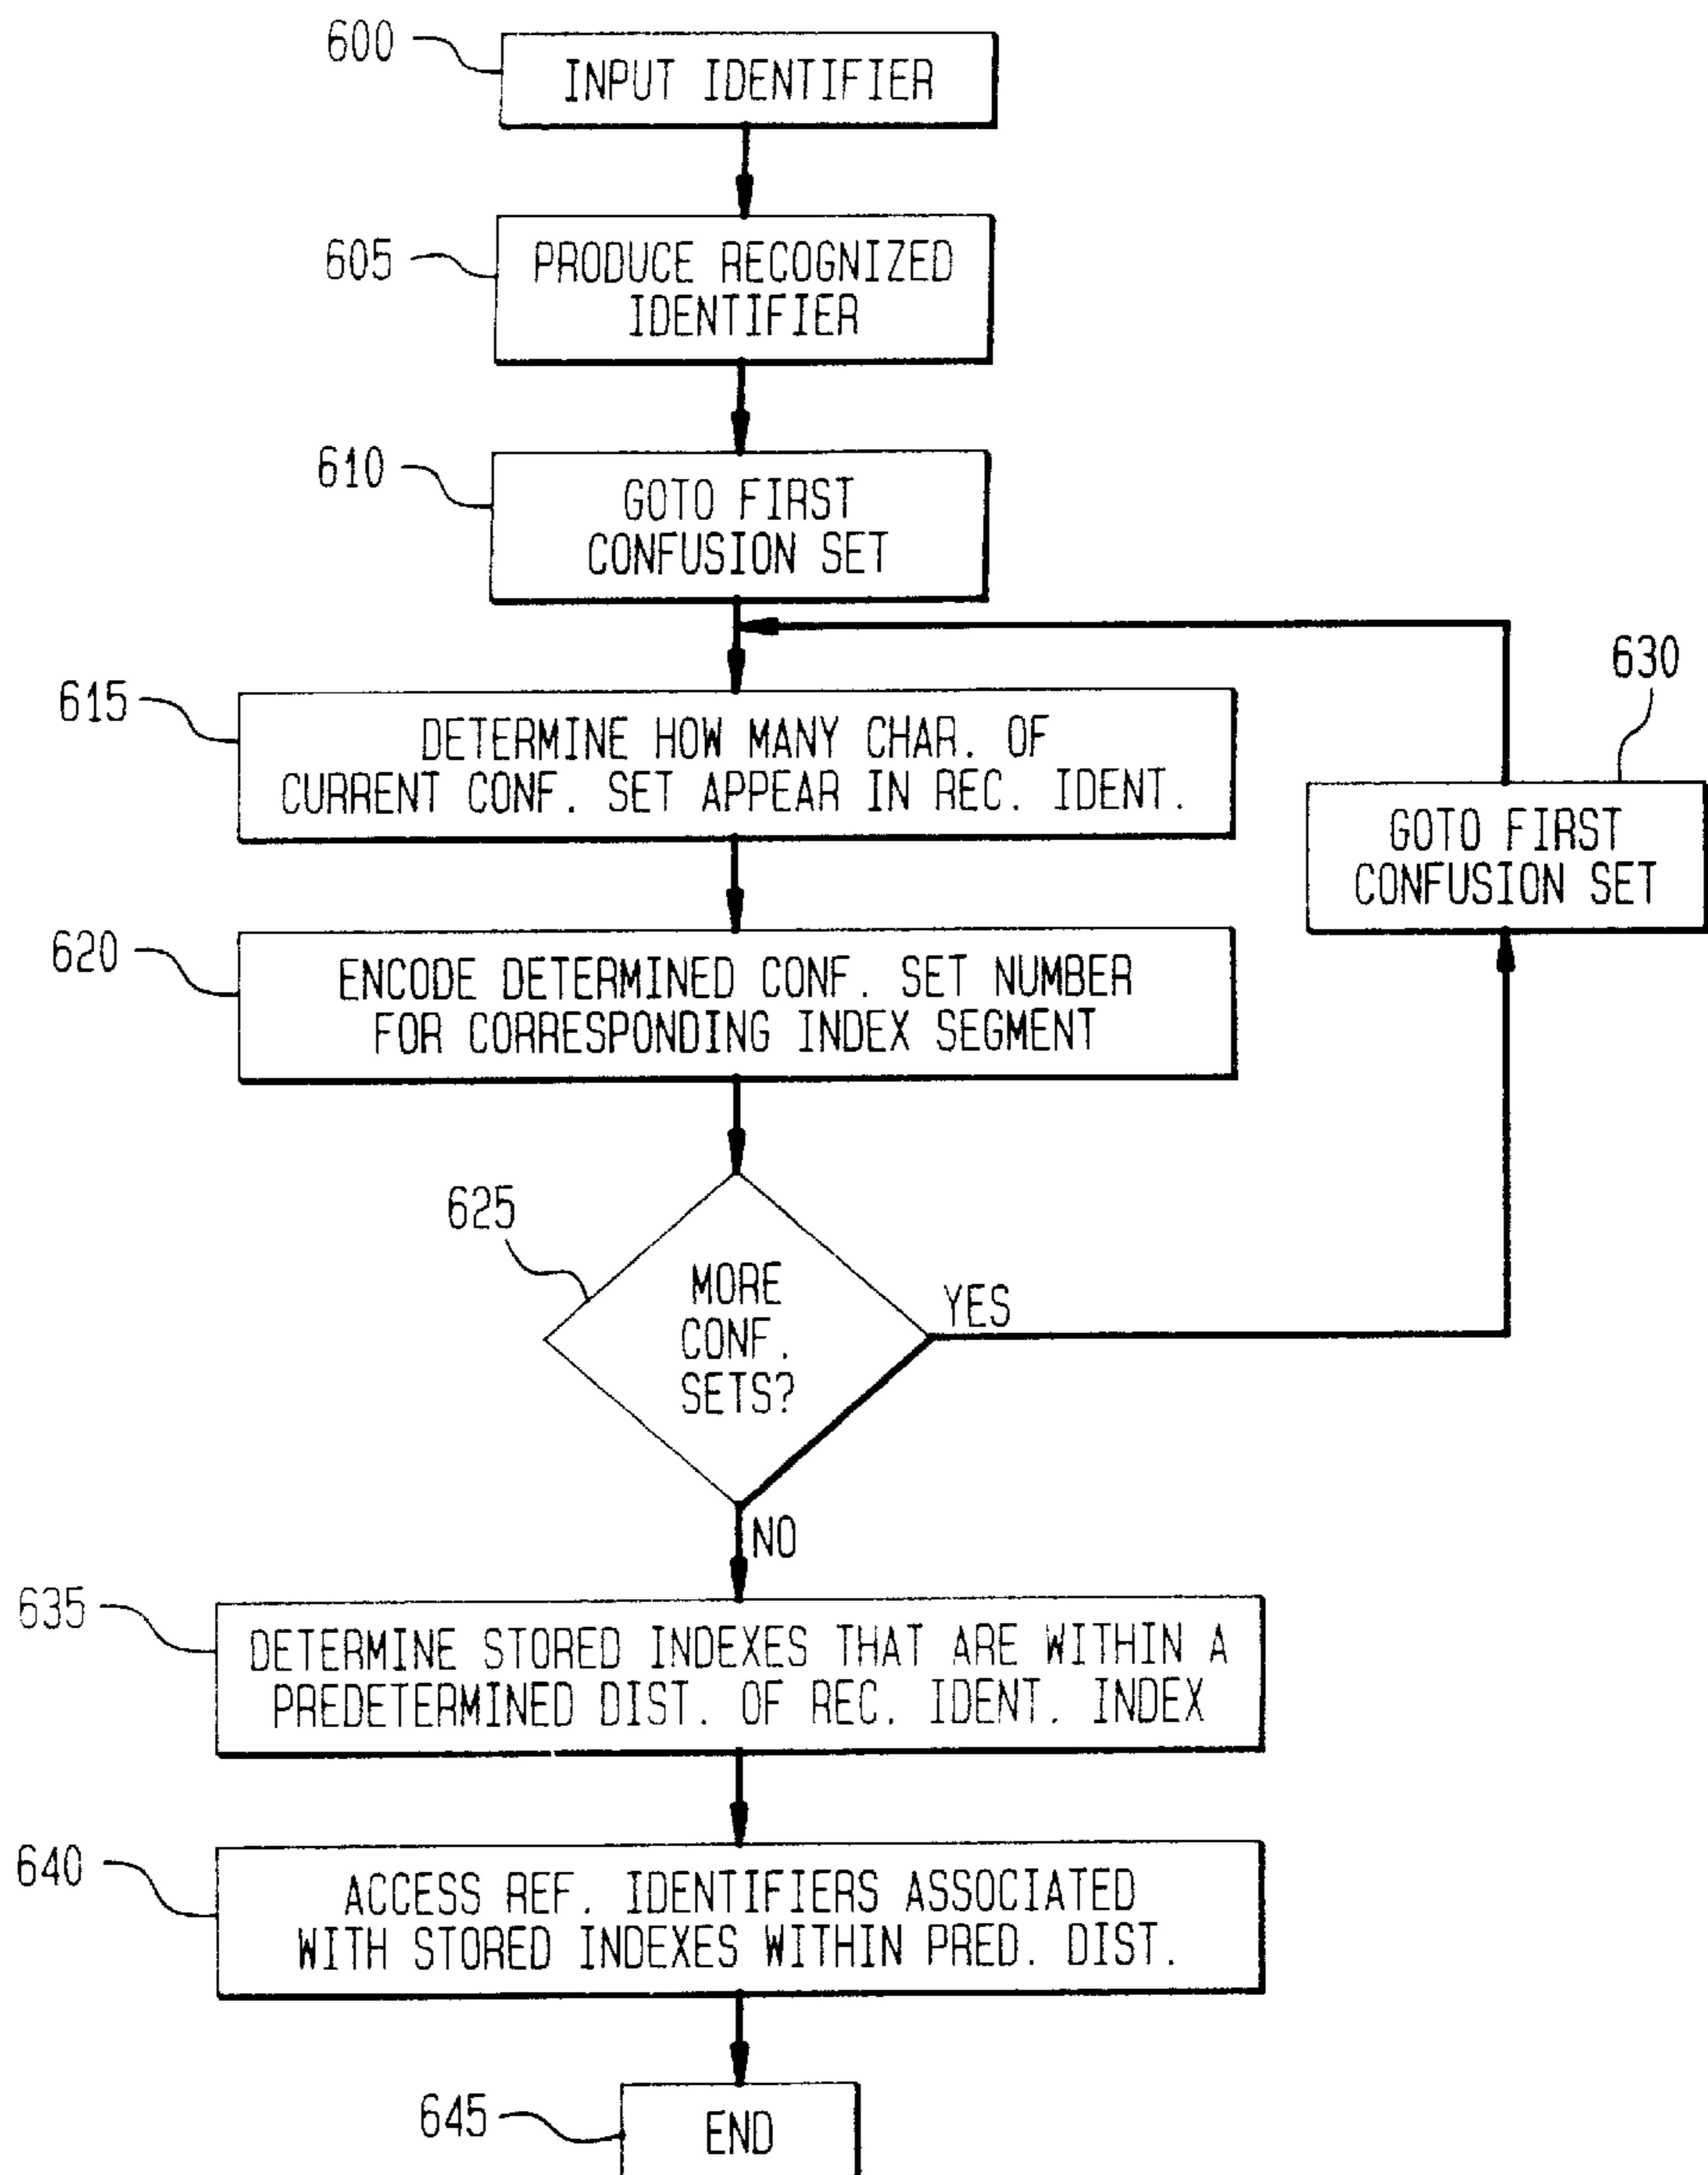 600
INPUT IDENTIFIER
605
PRODUCE RECOGNIZED
IDENTIFIER
610
GOTO FIRST
CONFUSION SET
615
DETERMINE HOW MANY CHAR. OF
CURRENT CONF. SET APPEAR IN REC. IDENT.
630
GOTO FIRST
CONFUSION SET
620
ENCODE DETERMINED CONF. SET NUMBER
FOR CORRESPONDING INDEX SEGMENT
625
MORE
CONF.
SETS?
YES
NO
635
DETERMINE STORED INDEXES THAT ARE WITHIN A
PREDETERMINED DIST. OF REC. IDENT. INDEX
640
ACCESS REF. IDENTIFIERS ASSOCIATED
WITH STORED INDEXES WITHIN PRED. DIST.
645
END